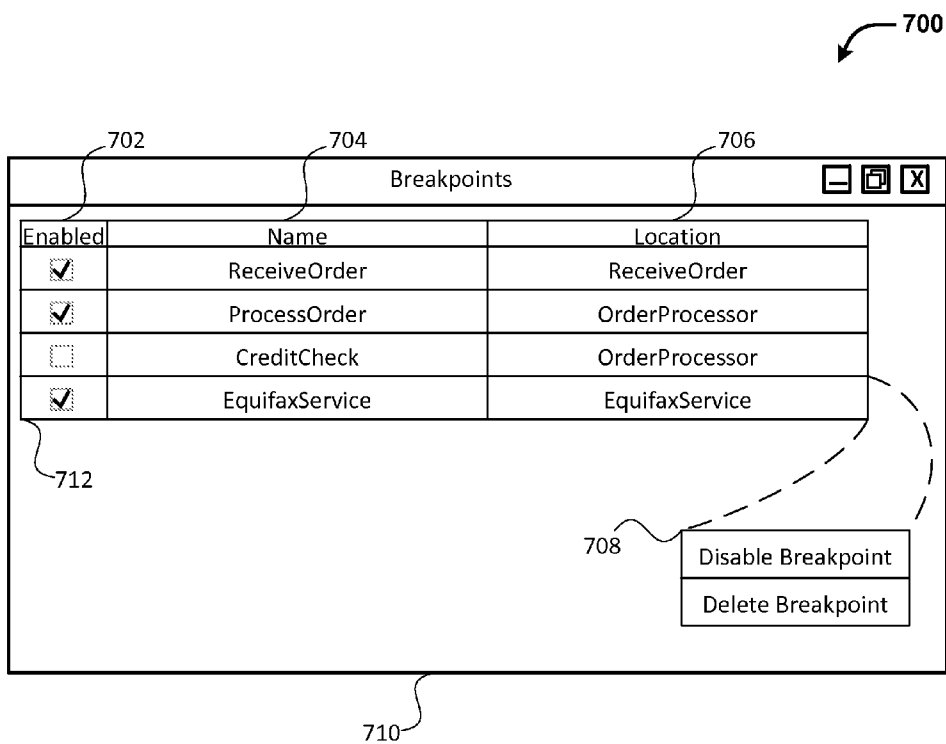 700
702 704 706
Breakpoints
Enabled Name Location
ReceiveOrder ReceiveOrder
ProcessOrder OrderProcessor
CreditCheck OrderProcessor
EquifaxService EquifaxService
712
708
Disable Breakpoint
Delete Breakpoint
710